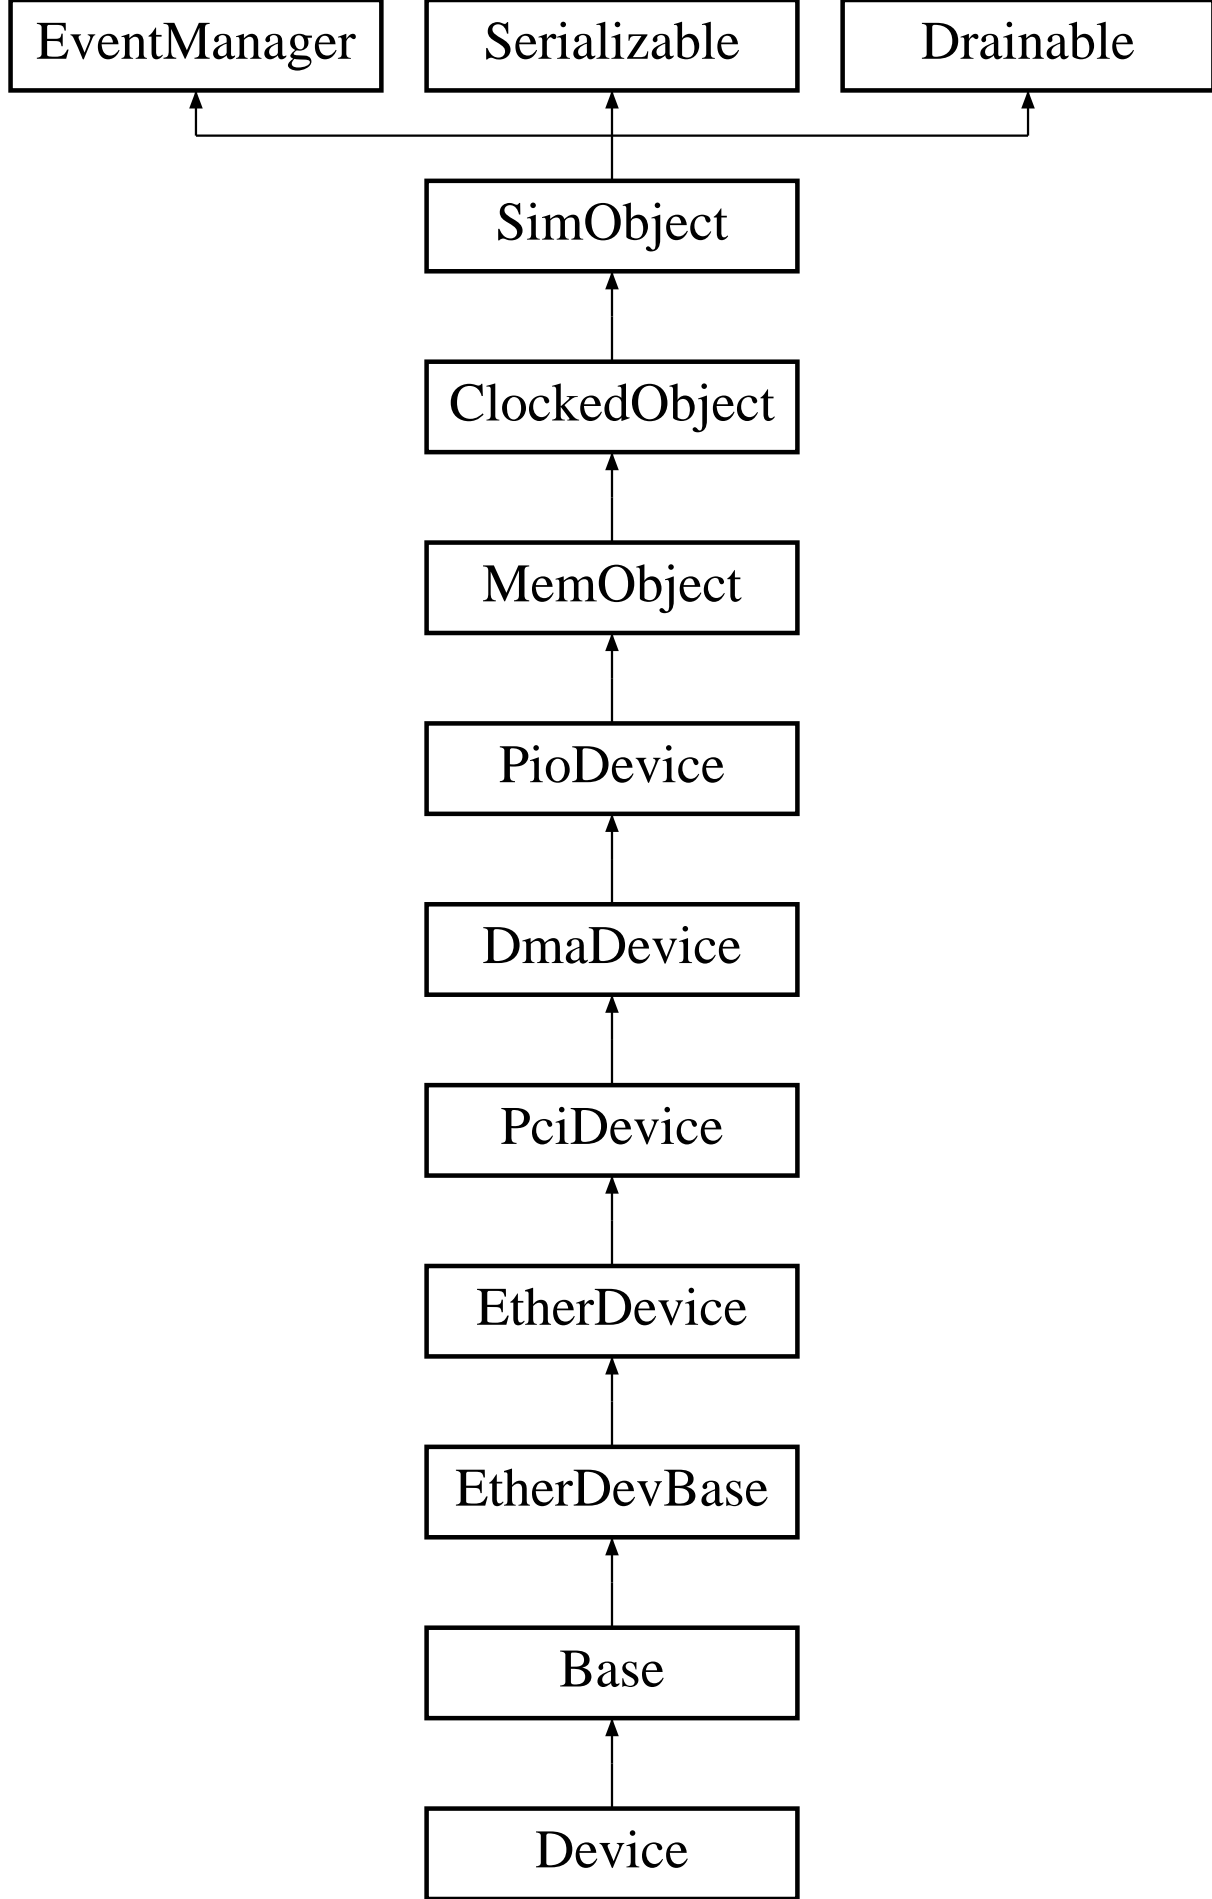 EventManager
Serializable
Drainable
SimObject
ClockedObject
MemObject
PioDevice
DmaDevice
PciDevice
EtherDevice
EtherDevBase
Base
Device